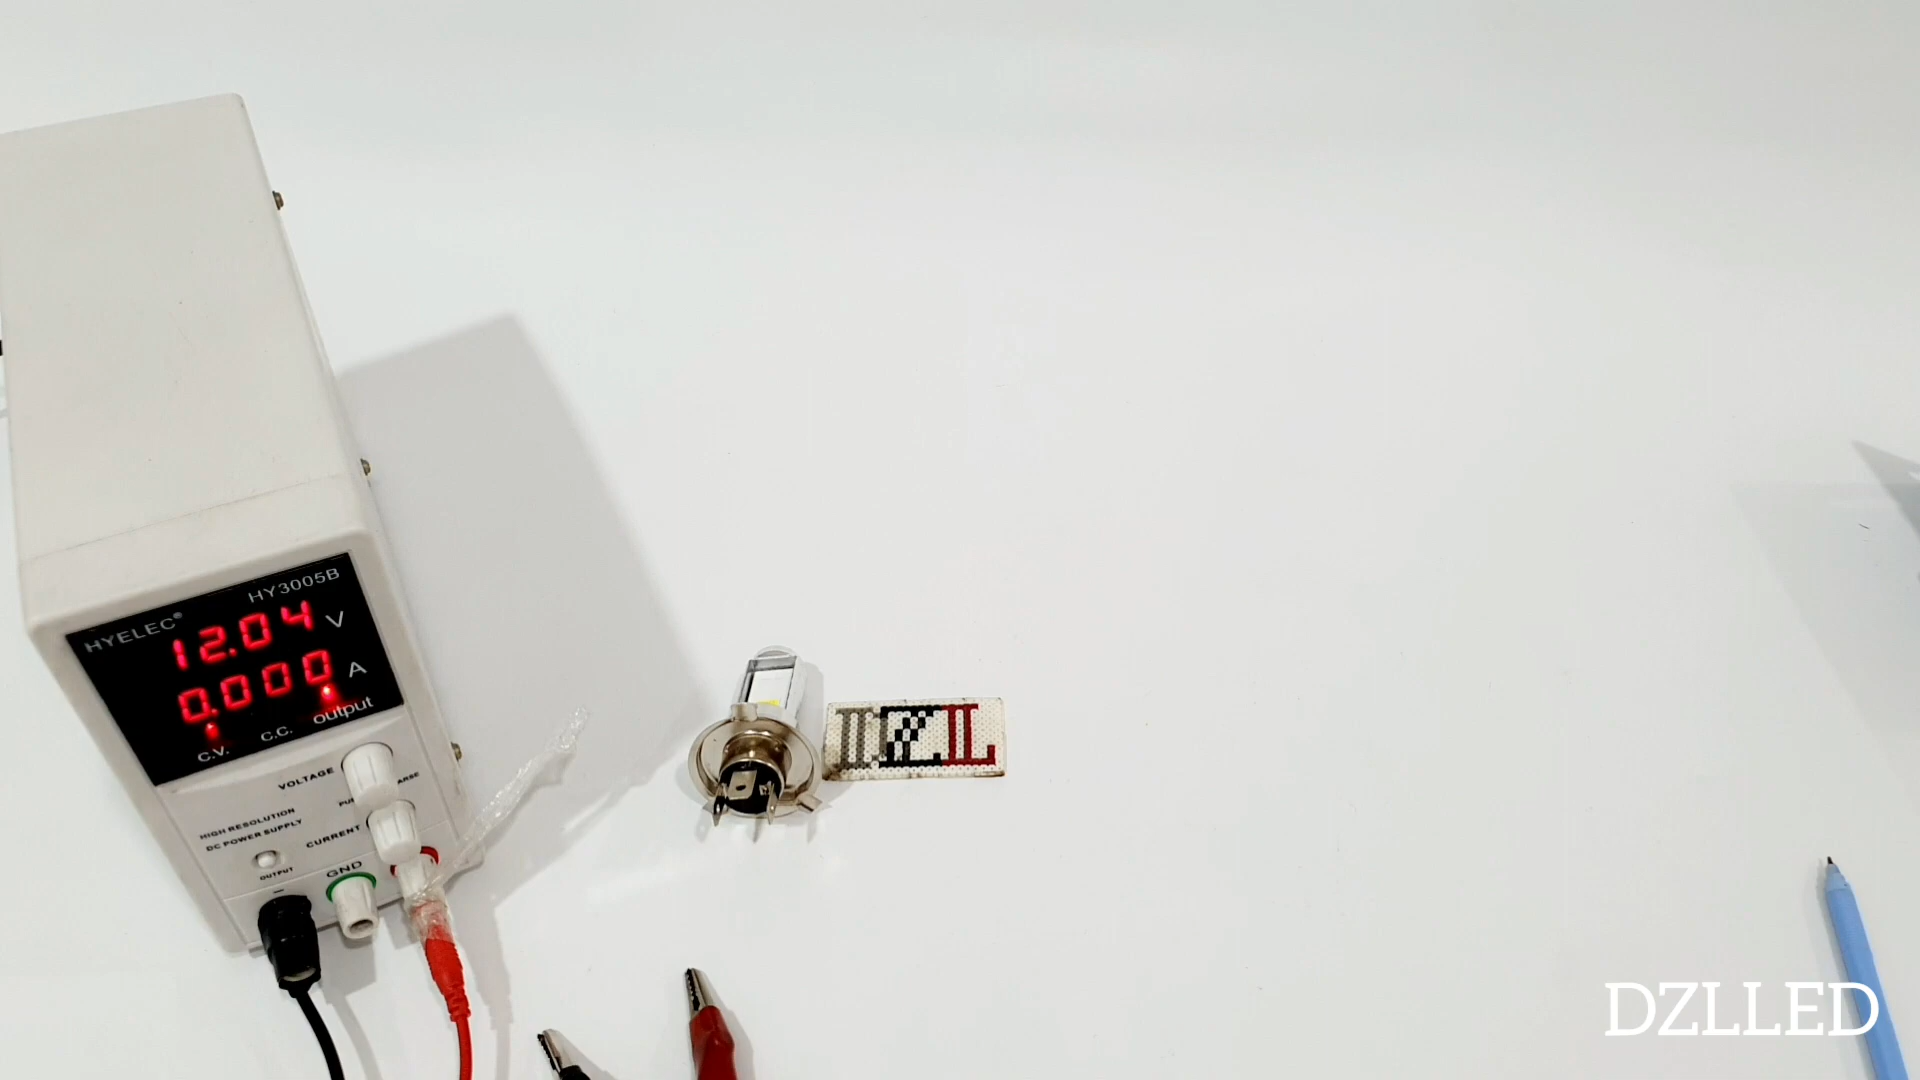 HY3005B
HYELEC®
12.04 V
0.000 A
C.V. C.C. output
VOLTAGE
HIGH RESOLUTION
DC POWER SUPPLY
CURRENT
OUTPUT
GND
−
DZL
DZLLED